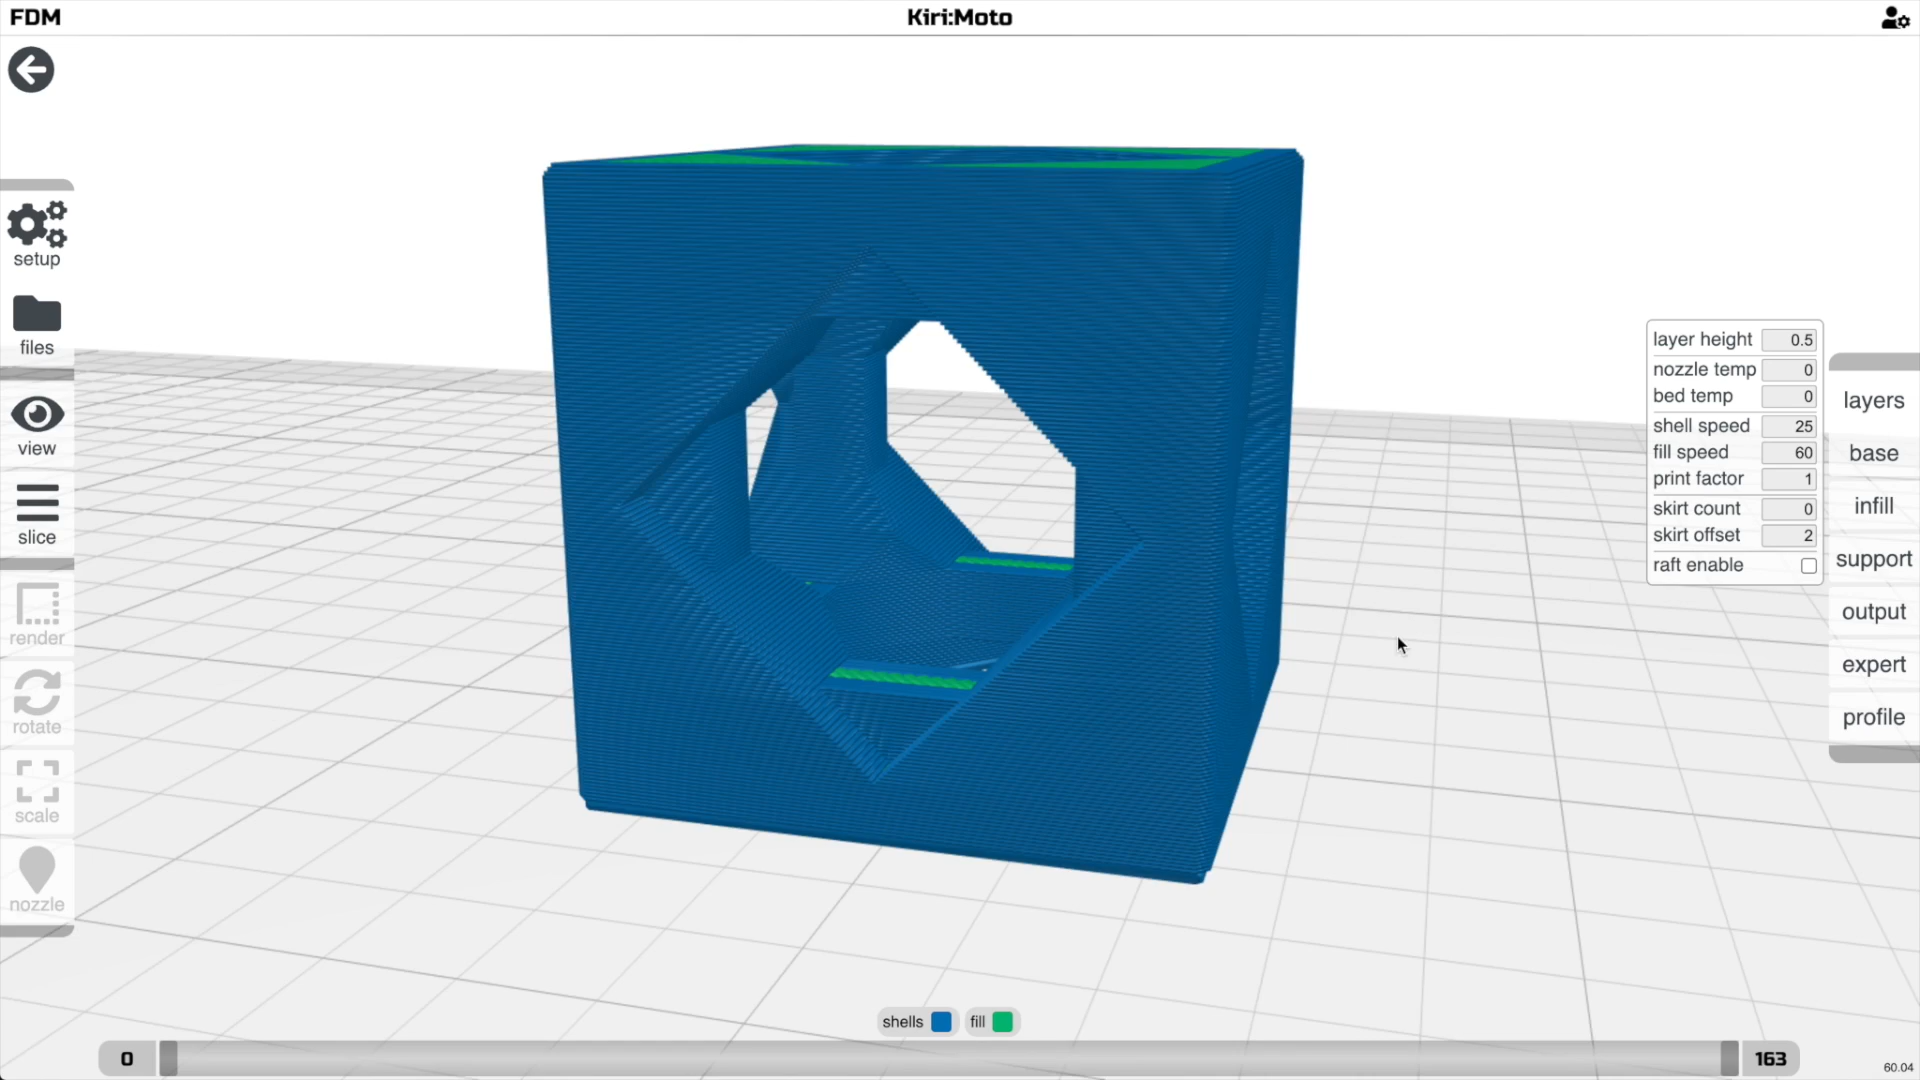 FDM
Kiri:Moto
setup
files
view
slice
render
rotate
scale
nozzle
layer height 0.5
nozzle temp 0
bed temp 0
shell speed 25
fill speed 60
print factor 1
skirt count 0
skirt offset 2
raft enable
layers
base
infill
support
output
expert
profile
shells fill
0 163
60.04